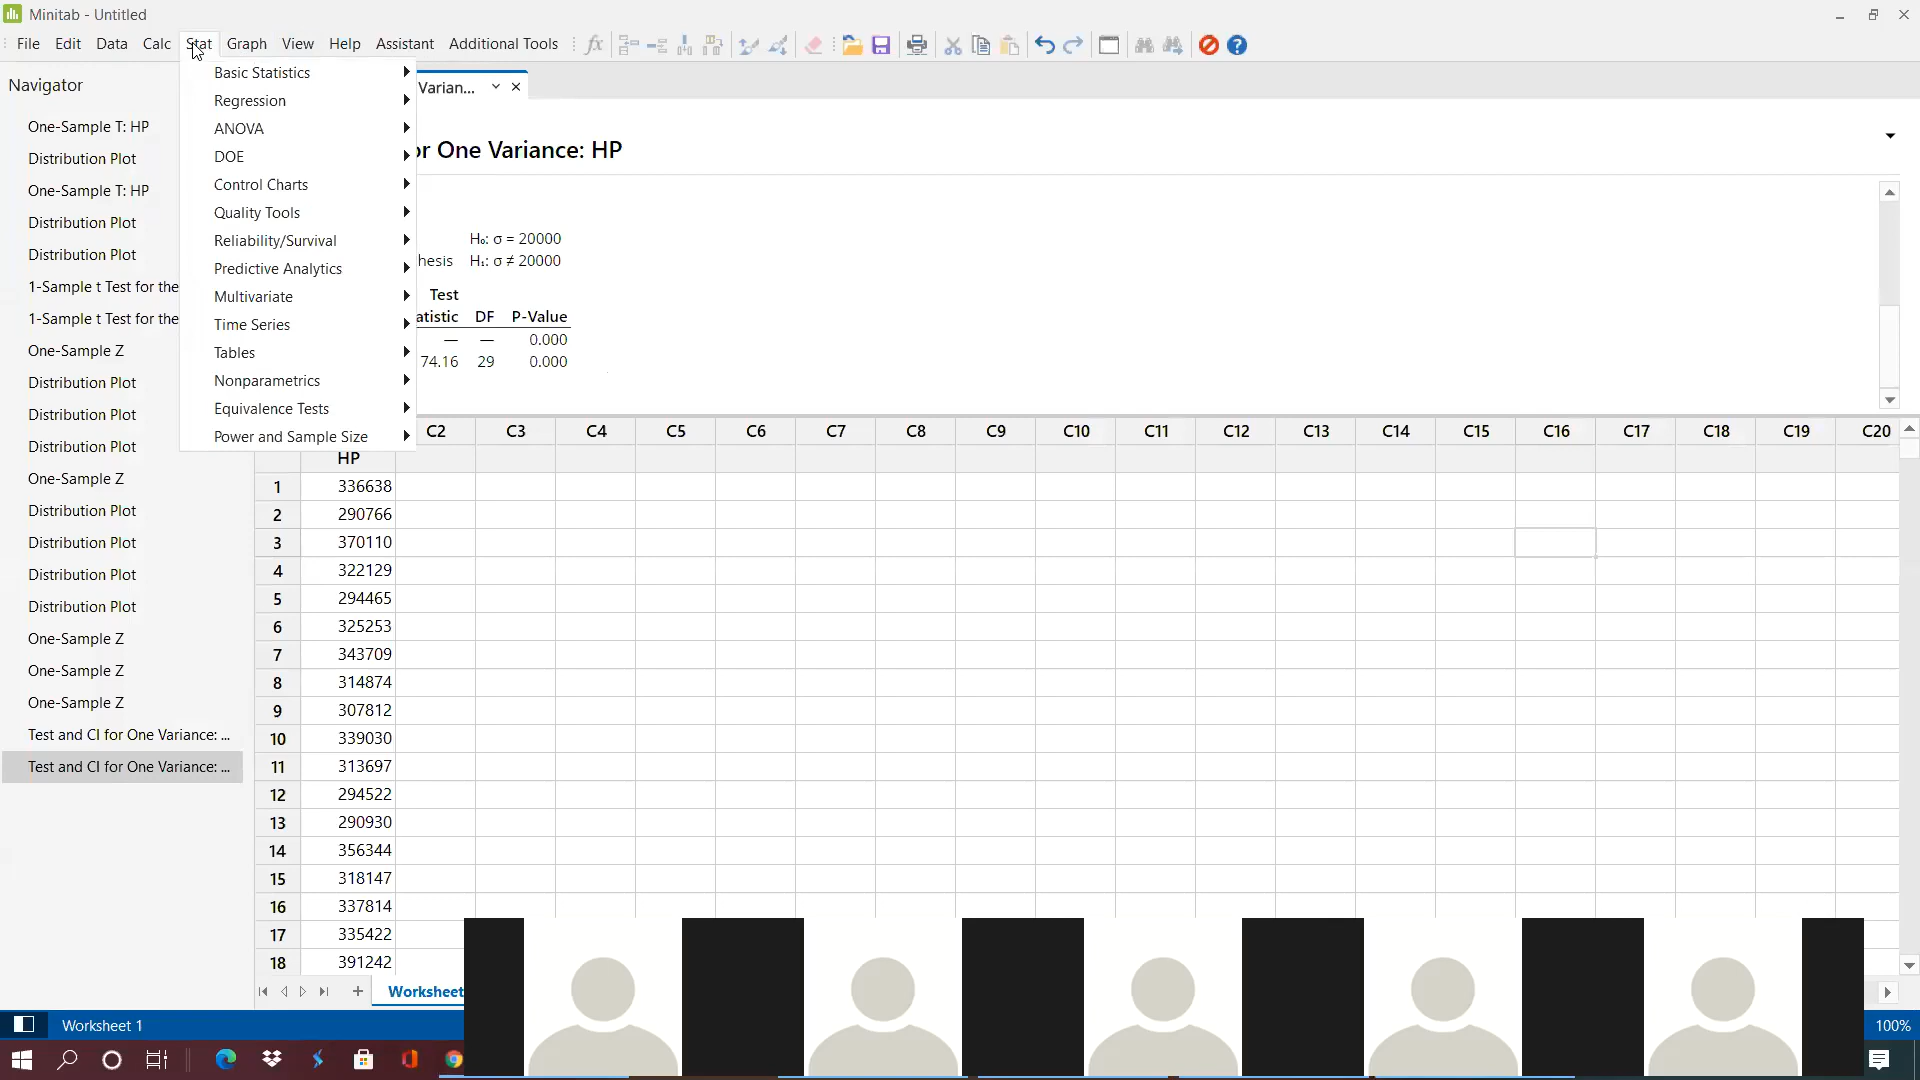 Minitab - Untitled
File Edit Data Calc Stat Graph View Help Assistant Additional Tools
Navigator
One-Sample T: HP
Distribution Plot
One-Sample T: HP
Distribution Plot
Distribution Plot
1-Sample t Test for the
1-Sample t Test for the
One-Sample Z
Distribution Plot
Distribution Plot
Distribution Plot
One-Sample Z
Distribution Plot
Distribution Plot
Distribution Plot
Distribution Plot
One-Sample Z
One-Sample Z
One-Sample Z
Test and CI for One Variance: ...
Test and CI for One Variance: ...
Basic Statistics
Regression
ANOVA
DOE
Control Charts
Quality Tools
Reliability/Survival
Predictive Analytics
Multivariate
Time Series
Tables
Nonparametrics
Equivalence Tests
Power and Sample Size
Varian...
or One Variance: HP
H₀: σ = 20000
hesis H₁: σ ≠ 20000
Test
atistic DF P-Value
— — 0.000
74.16 29 0.000
C2 C3 C4 C5 C6 C7 C8 C9 C10 C11 C12 C13 C14 C15 C16 C17 C18 C19 C20
HP
1 336638
2 290766
3 370110
4 322129
5 294465
6 325253
7 343709
8 314874
9 307812
10 339030
11 313697
12 294522
13 290930
14 356344
15 318147
16 337814
17 335422
18 391242
Worksheet
Worksheet 1
100%